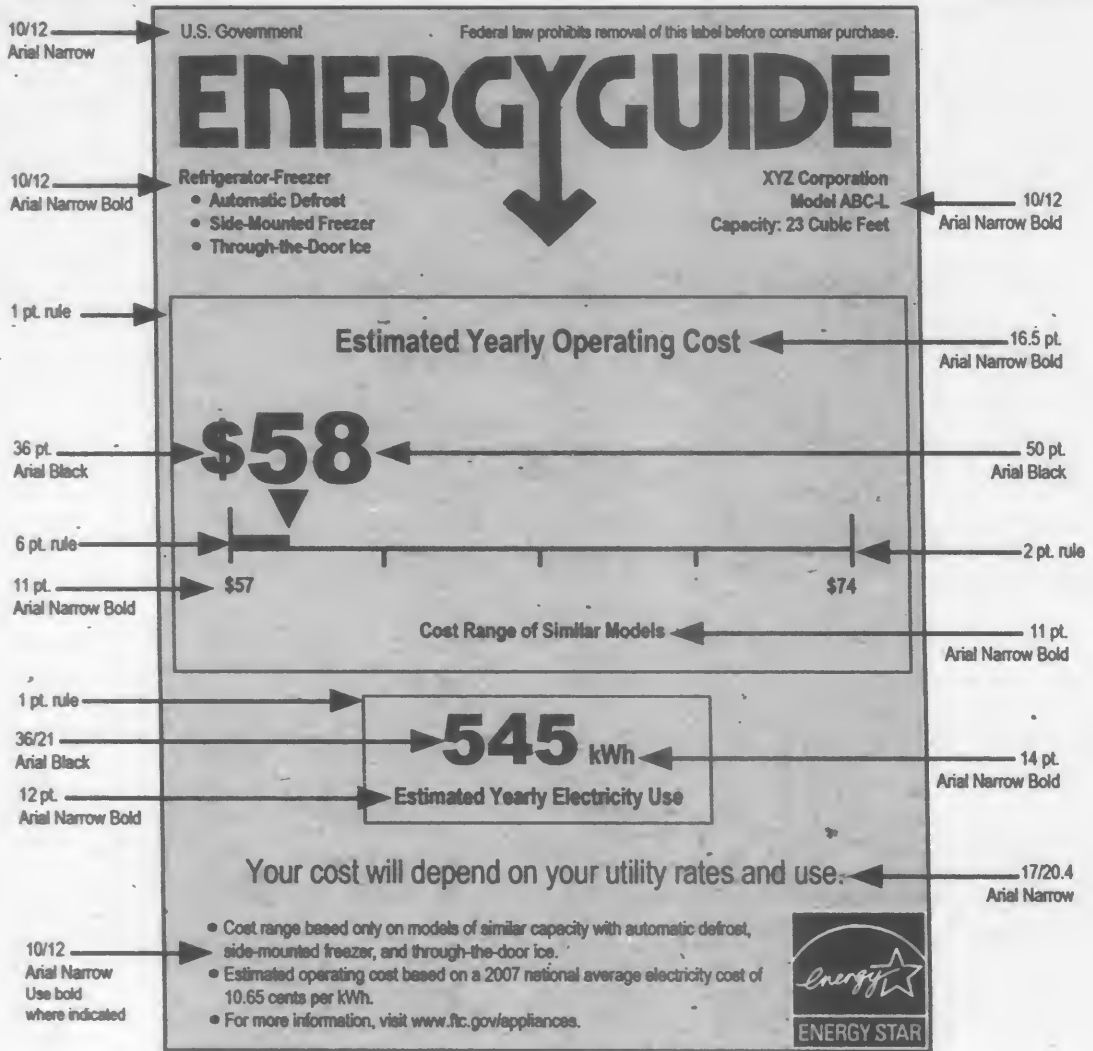 10/12
Arial Narrow
U.S. Government
Federal law prohibits removal of this label before consumer purchase.
ENERGYGUIDE
10/12
Arial Narrow Bold
Refrigerator-Freezer
• Automatic Defrost
• Side-Mounted Freezer
• Through-the-Door Ice
XYZ Corporation
Model ABC-L
Capacity: 23 Cubic Feet
10/12
Arial Narrow Bold
1 pt. rule
Estimated Yearly Operating Cost
16.5 pt.
Arial Narrow Bold
36 pt.
Arial Black
$58
50 pt.
Arial Black
6 pt. rule
2 pt. rule
11 pt.
Arial Narrow Bold
$57
$74
Cost Range of Similar Models
11 pt.
Arial Narrow Bold
1 pt. rule
36/21
Arial Black
545 kWh
14 pt.
Arial Narrow Bold
12 pt.
Arial Narrow Bold
Estimated Yearly Electricity Use
Your cost will depend on your utility rates and use.
17/20.4
Arial Narrow
10/12
Arial Narrow
Use bold
where indicated
• Cost range based only on models of similar capacity with automatic defrost,
side-mounted freezer, and through-the-door ice.
• Estimated operating cost based on a 2007 national average electricity cost of
10.65 cents per kWh.
• For more information, visit www.ftc.gov/appliances.
energy
ENERGY STAR